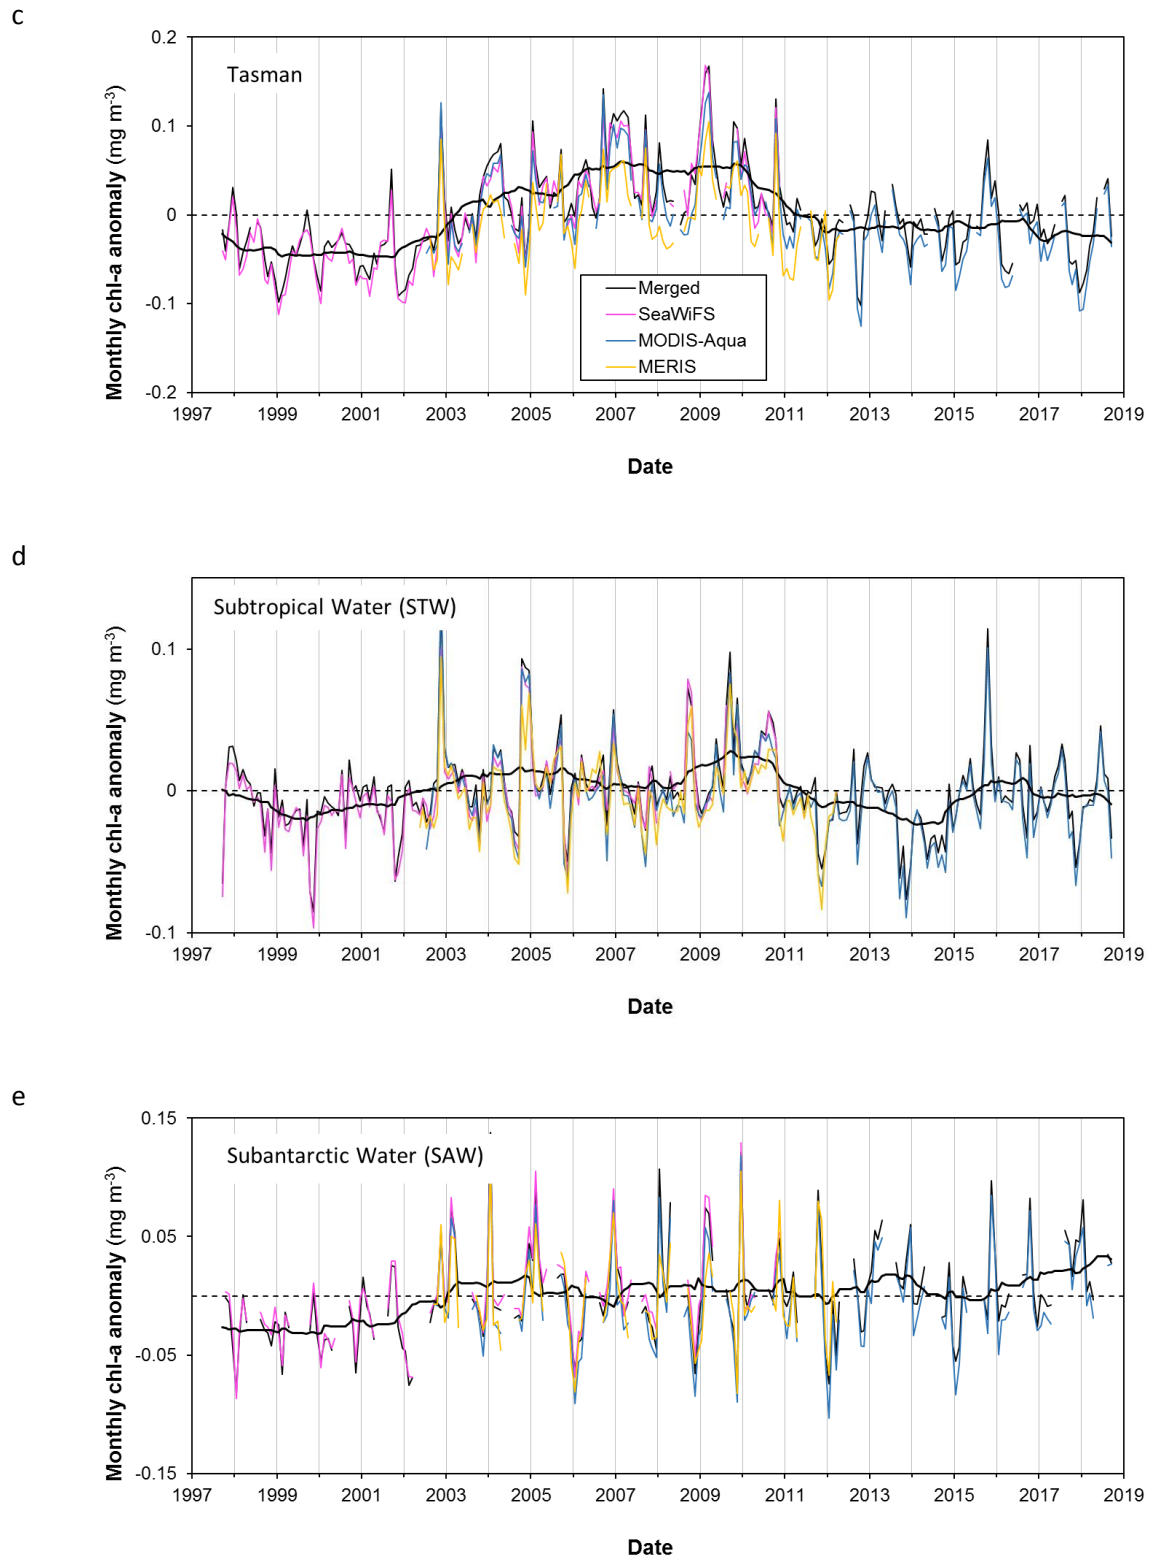 c
Monthly chl-a anomaly (mg m-3)
0.2
0.1
0
-0.1
-0.2
Tasman
Merged
SeaWiFS
MODIS-Aqua
MERIS
1997 1999 2001 2003 2005 2007 2009 2011 2013 2015 2017 2019
Date
d
Monthly chl-a anomaly (mg m-3)
0.1
0
-0.1
Subtropical Water (STW)
1997 1999 2001 2003 2005 2007 2009 2011 2013 2015 2017 2019
Date
e
Monthly chl-a anomaly (mg m-3)
0.15
0.05
-0.05
-0.15
Subantarctic Water (SAW)
1997 1999 2001 2003 2005 2007 2009 2011 2013 2015 2017 2019
Date